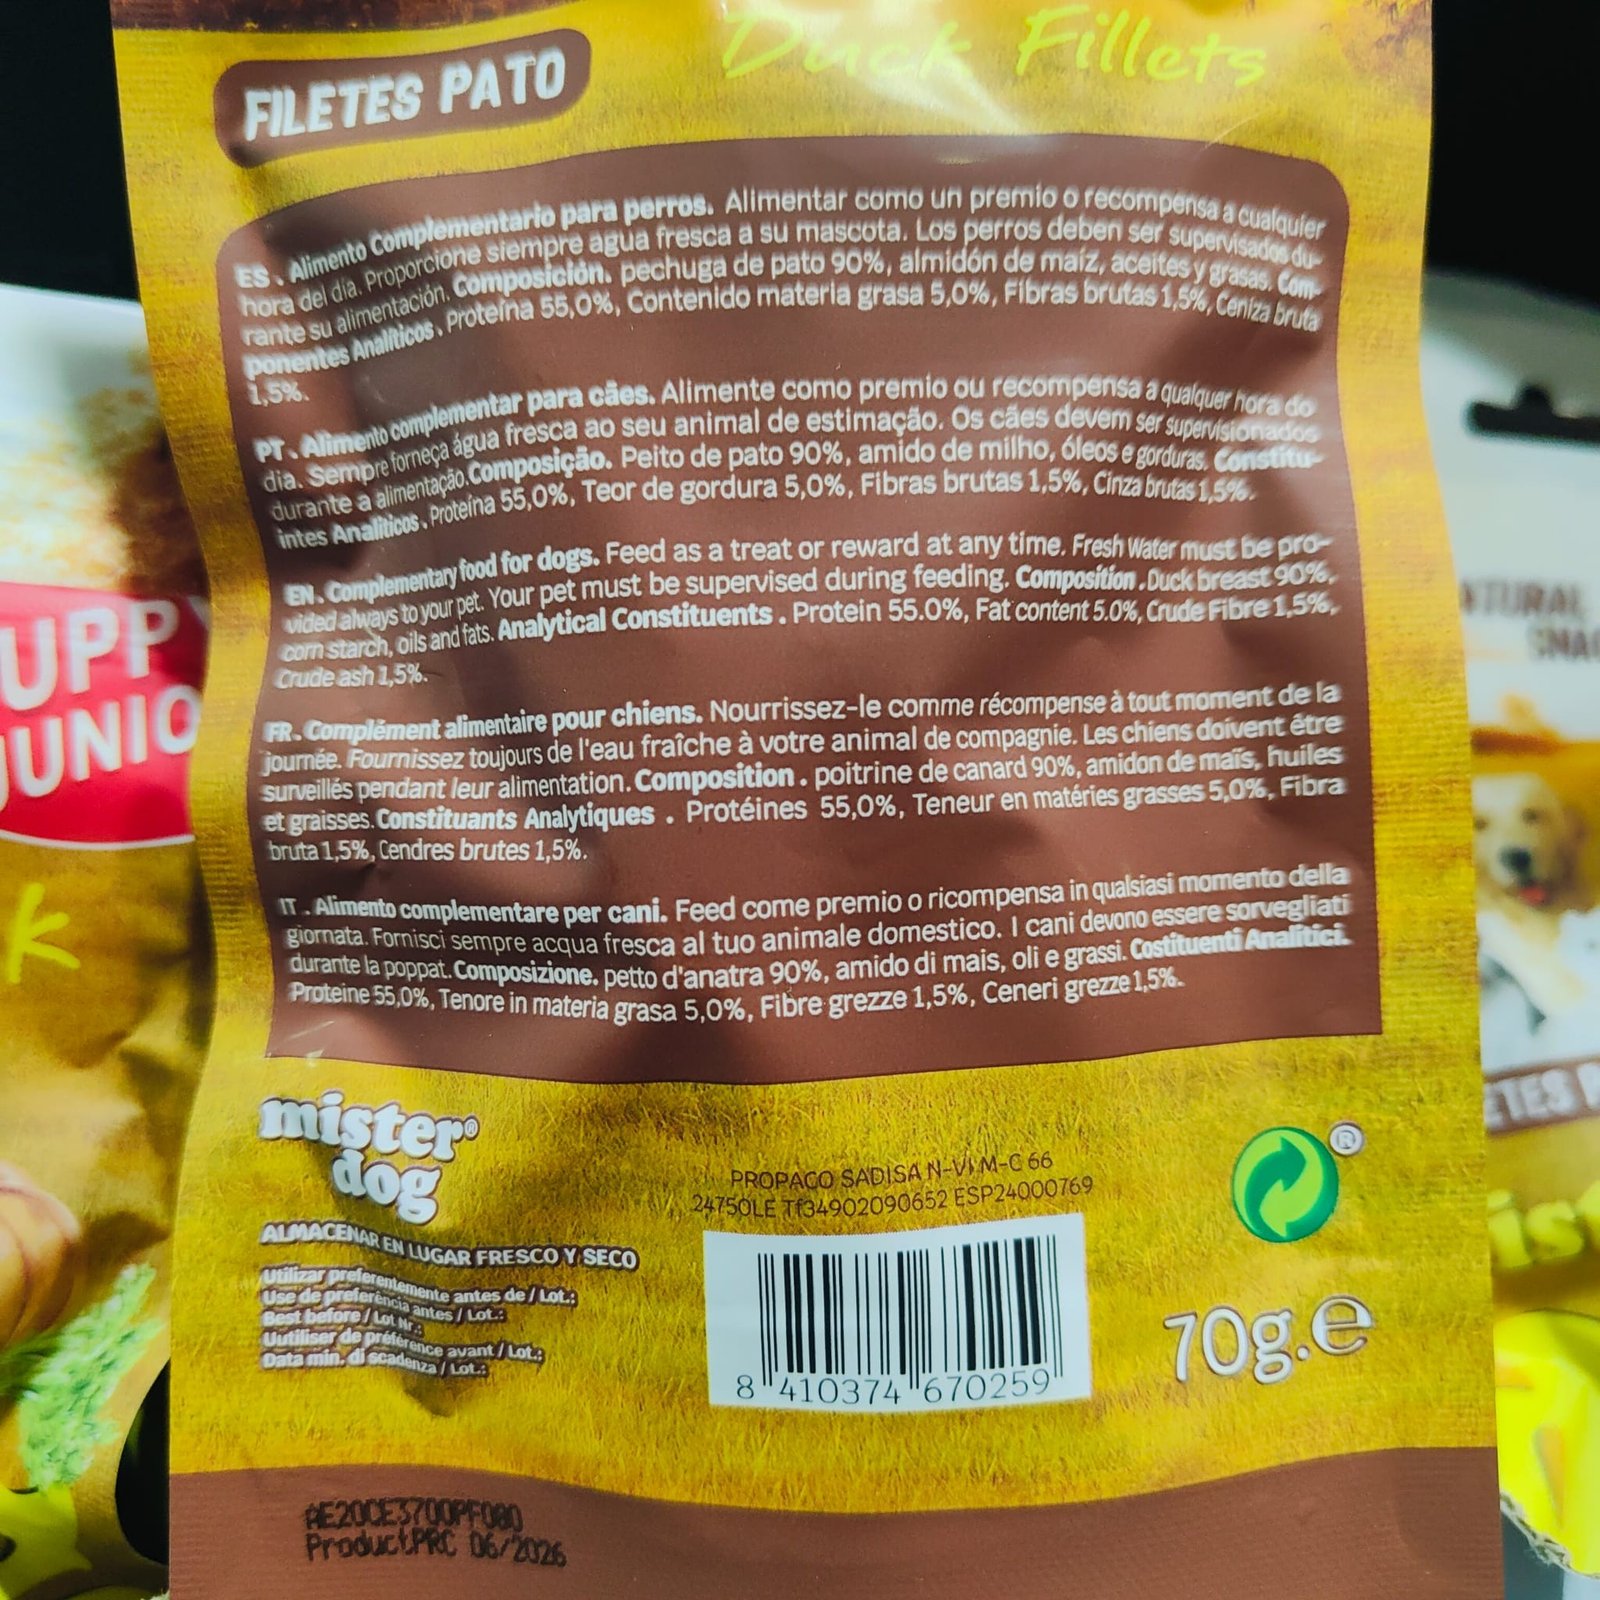 Duck Fillets
FILETES PATO
ES . Alimento Complementario para perros. Alimentar como un premio o recompensa a cualquier
hora del día. Proporcione siempre agua fresca a su mascota. Los perros deben ser supervisados du-
rante su alimentación. Composición. pechuga de pato 90%, almidón de maíz, aceites y grasas. Com-
ponentes Analíticos . Proteína 55,0%, Contenido materia grasa 5,0%, Fibras brutas 1,5%, Ceniza bruta
1,5%.
PT . Alimento complementar para cães. Alimente como premio ou recompensa a qualquer hora do
dia. Sempre forneça água fresca ao seu animal de estimação. Os cães devem ser supervisionados
durante a alimentação. Composição. Peito de pato 90%, amido de milho, óleos e gorduras. Constitu-
intes Analíticos . Proteína 55,0%, Teor de gordura 5,0%, Fibras brutas 1,5%, Cinza brutas 1,5%.
EN . Complementary food for dogs. Feed as a treat or reward at any time. Fresh Water must be pro-
vided always to your pet. Your pet must be supervised during feeding. Composition . Duck breast 90%,
corn starch, oils and fats. Analytical Constituents . Protein 55.0%, Fat content 5.0%, Crude Fibre 1,5%,
Crude ash 1,5%.
FR . Complément alimentaire pour chiens. Nourrissez-le comme récompense à tout moment de la
journée. Fournissez toujours de l'eau fraîche à votre animal de compagnie. Les chiens doivent être
surveillés pendant leur alimentation. Composition . poitrine de canard 90%, amidon de maïs, huiles
et graisses. Constituants Analytiques . Protéines 55,0%, Teneur en matéries grasses 5,0%, Fibra
bruta 1,5%, Cendres brutes 1,5%.
IT . Alimento complementare per cani. Feed come premio o ricompensa in qualsiasi momento della
giornata. Fornisci sempre acqua fresca al tuo animale domestico. I cani devono essere sorvegliati
durante la poppat. Composizione. petto d'anatra 90%, amido di mais, oli e grassi. Costituenti Analitici.
Proteine 55,0%, Tenore in materia grasa 5,0%, Fibre grezze 1,5%, Ceneri grezze 1,5%.
mister®
dog
PROPACO SADISA N-VI M-C 66
24750LE Tf34902090652 ESP24000769
®
ALMACENAR EN LUGAR FRESCO Y SECO
Utilizar preferentemente antes de / Lot.:
Use de preferência antes / Lot.:
Best before / Lot Nr.:
Uutiliser de préférence avant / Lot.:
Data min. di scadenza / Lot.:
8 410374 670259
70g.e
AE20CE3700PF080
Product.PRC 06/2026
UPPY
JUNIO
k
NATURAL
SNA
ETES P